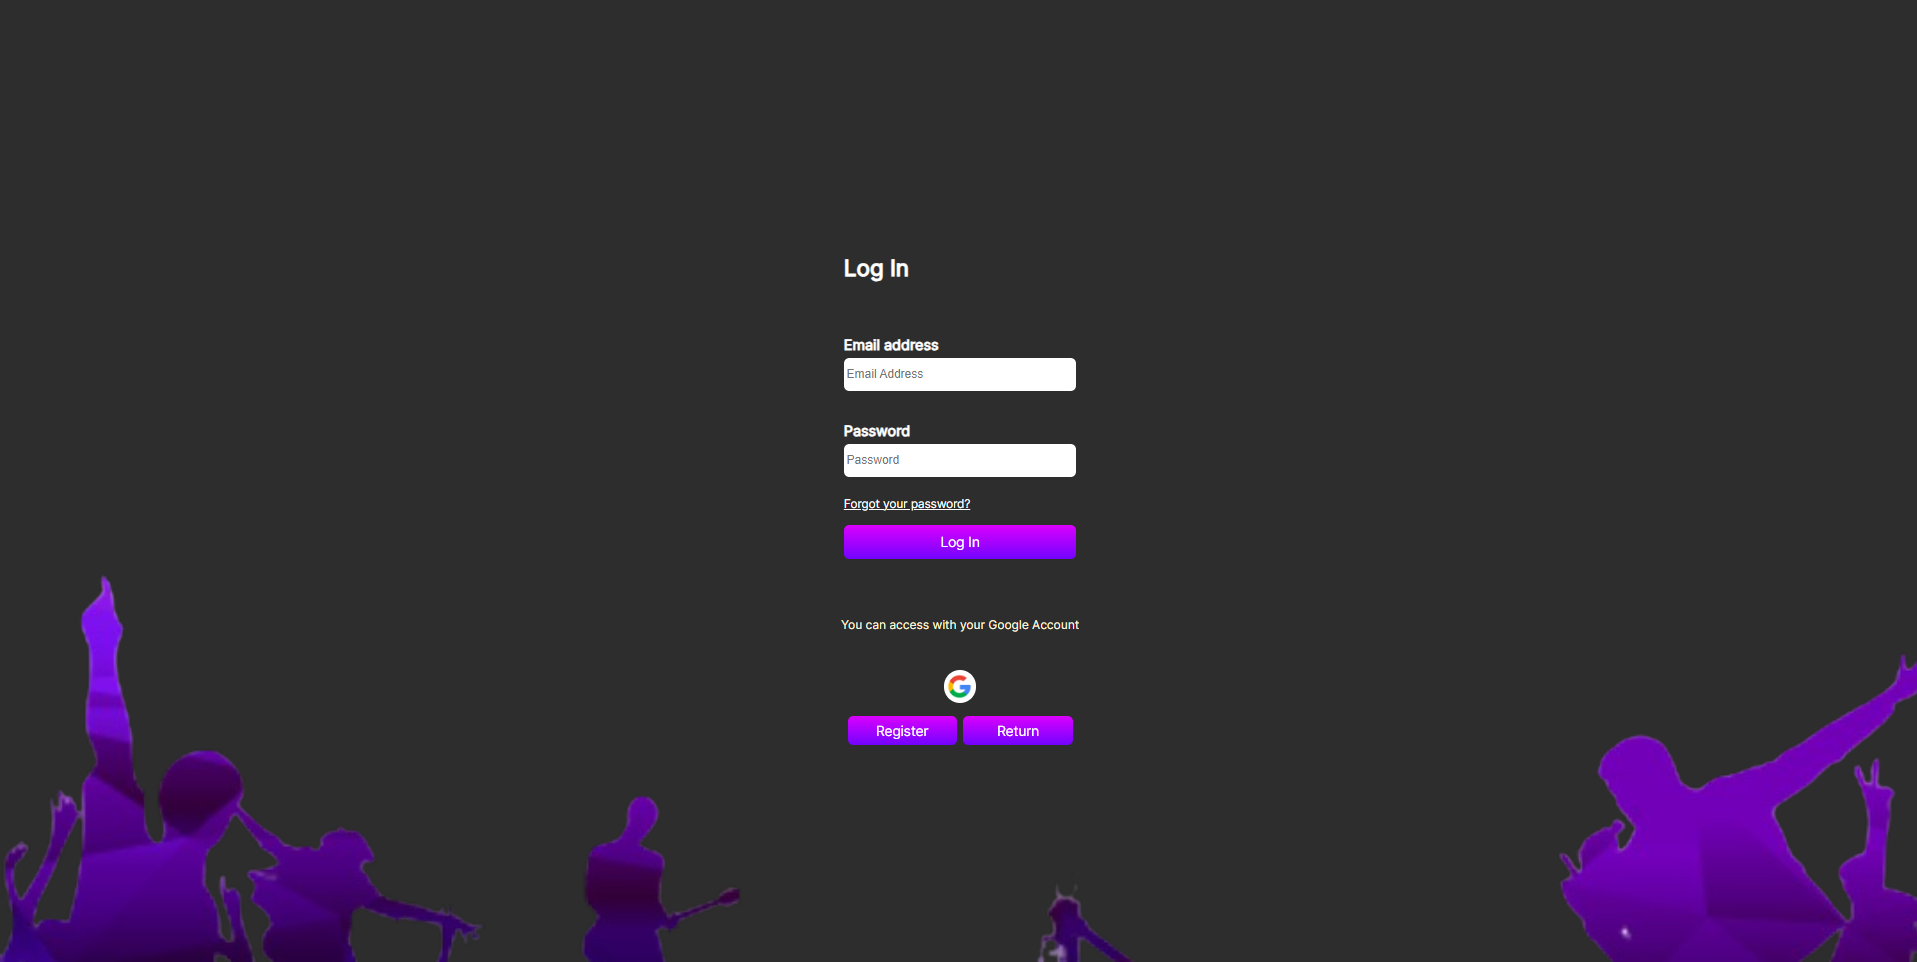 Log In
Email address
Email Address
Password
Password
Forgot your password?
Log In
You can access with your Google Account
Register Return